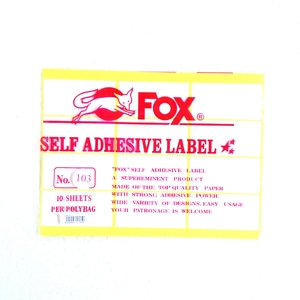 FOX®
SELF ADHESIVE LABEL
No. 103
10 SHEETS
PER POLYBAG
"FOX" SELF ADHESIVE LABEL
A SUPEREMINENT PRODUCT
MADE OF THE TOP QUALITY PAPER
WITH STRONG ADHESIVE POWER
WIDE VARIETY OF DESIGNS, EASY USAGE
YOUR PATRONAGE IS WELCOME